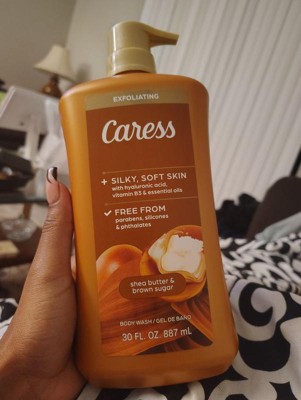 EXFOLIATING
Caress
+ SILKY, SOFT SKIN
with hyaluronic acid,
vitamin B3 & essential oils
✓ FREE FROM
parabens, silicones
& phthalates
shea butter &
brown sugar
BODY WASH / GEL DE BAÑO
30 FL. OZ. 887 mL